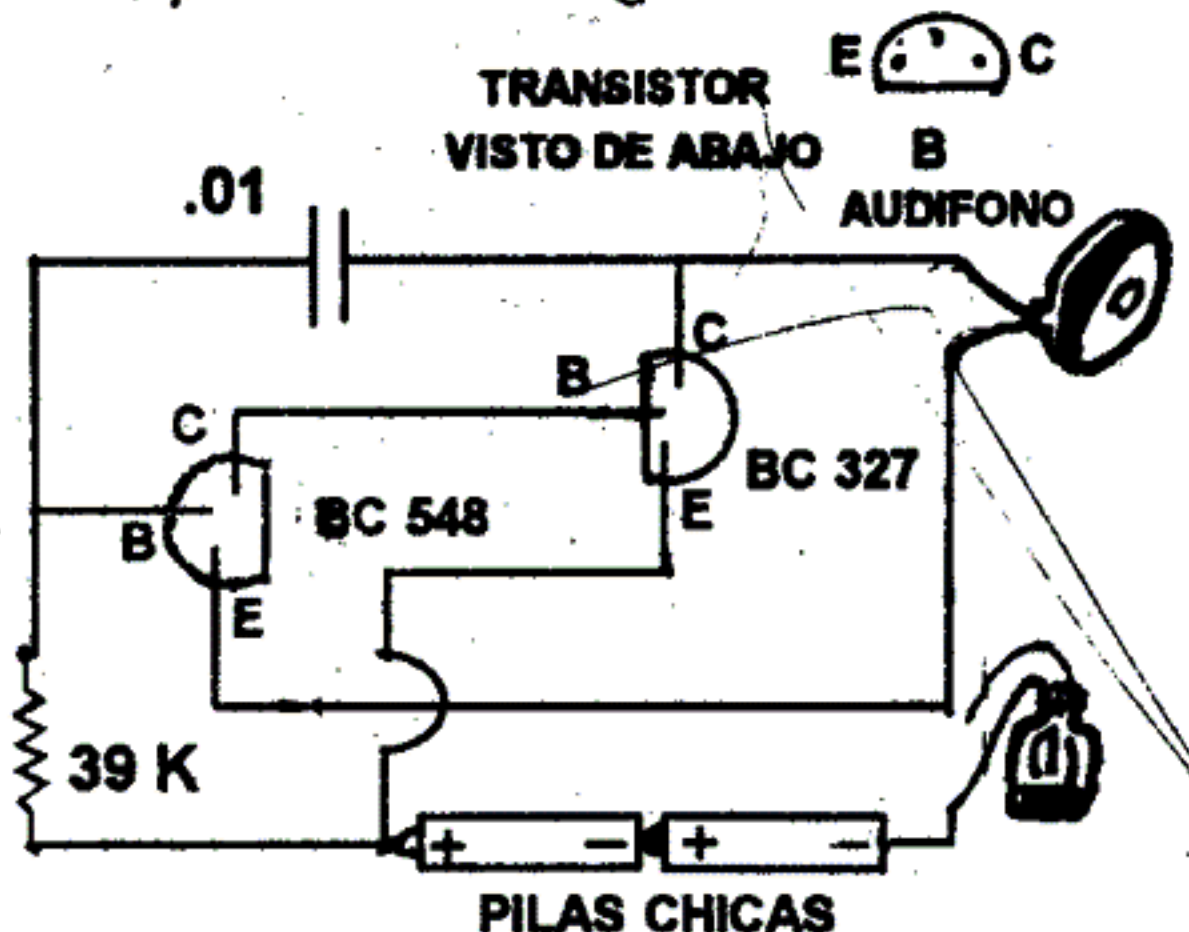 E C
TRANSISTOR
VISTO DE ABAJO B
.01 AUDIFONO
C
B
C
BC 327
B BC 548 E
E
39 K
+ − + −
PILAS CHICAS